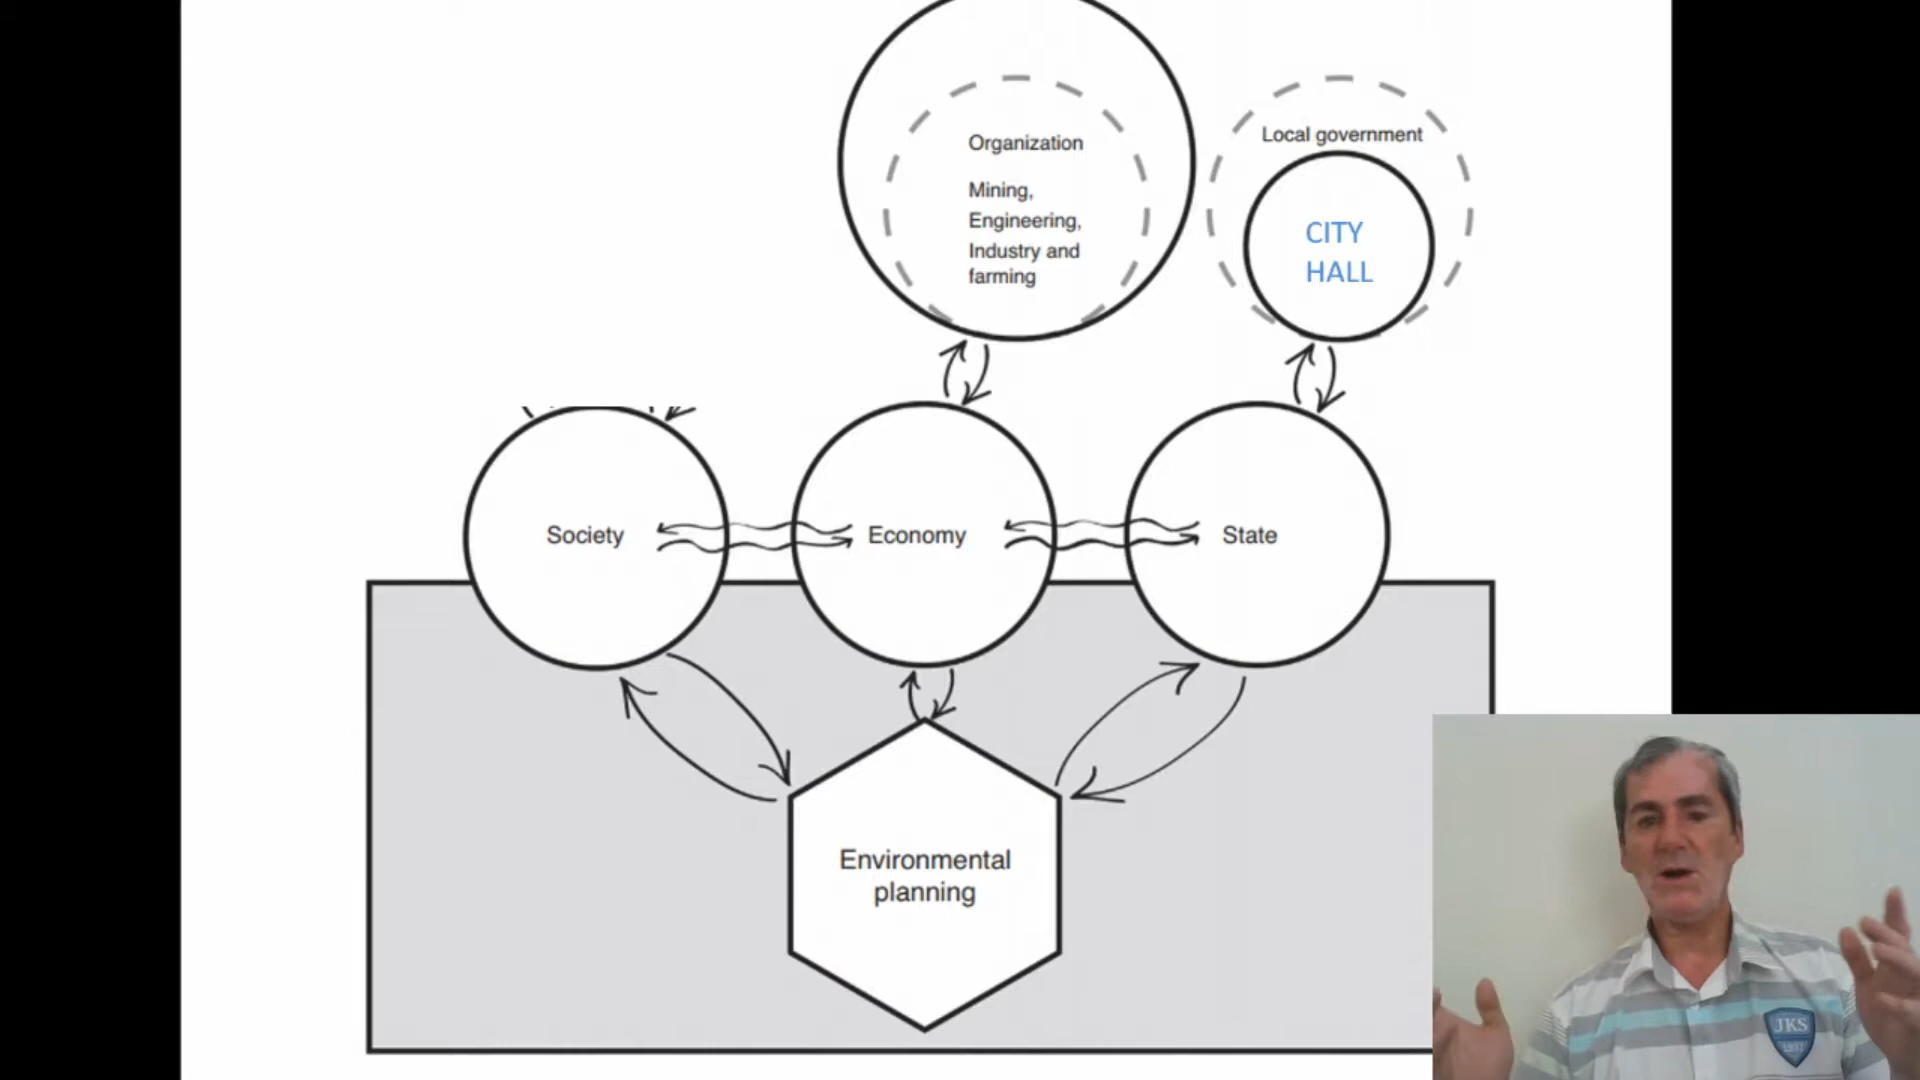 Organization
Mining,
Engineering,
Industry and
farming
Local government
CITY
HALL
Society
Economy
State
Environmental
planning
JKS